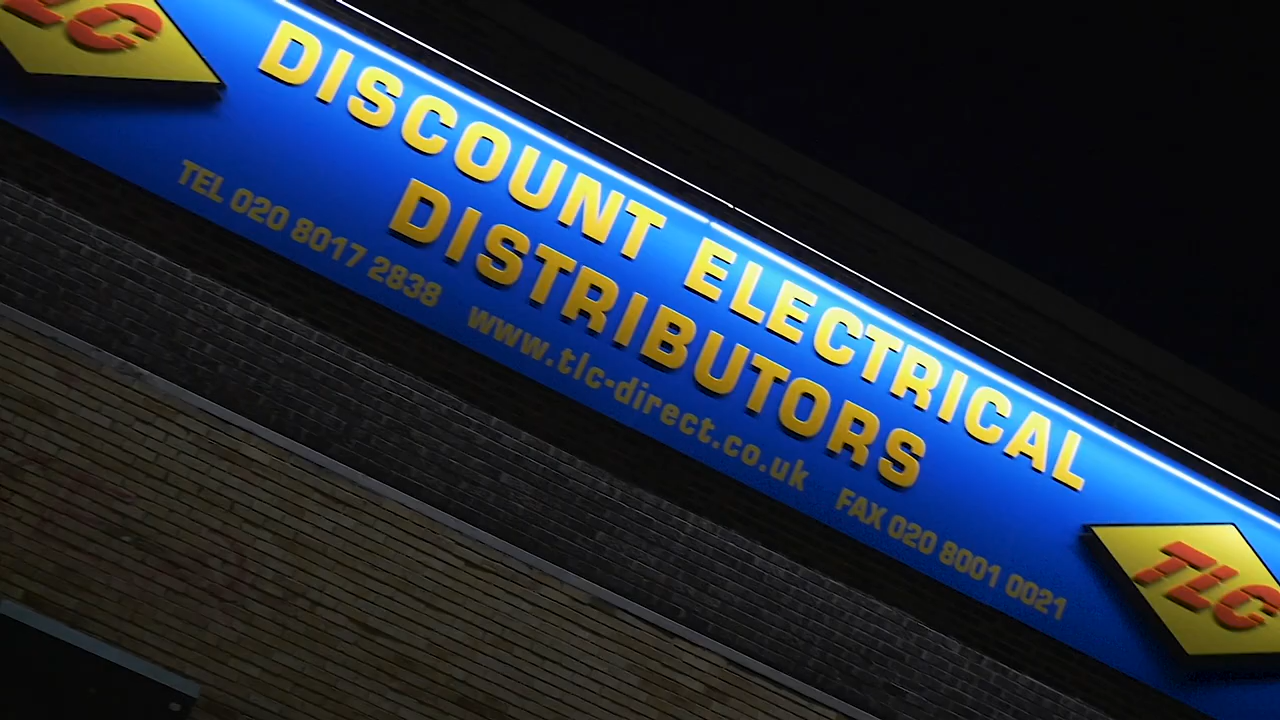 TLC
DISCOUNT ELECTRICAL
DISTRIBUTORS
TEL 020 8017 2838 www.tlc-direct.co.uk FAX 020 8001 0021
TLC